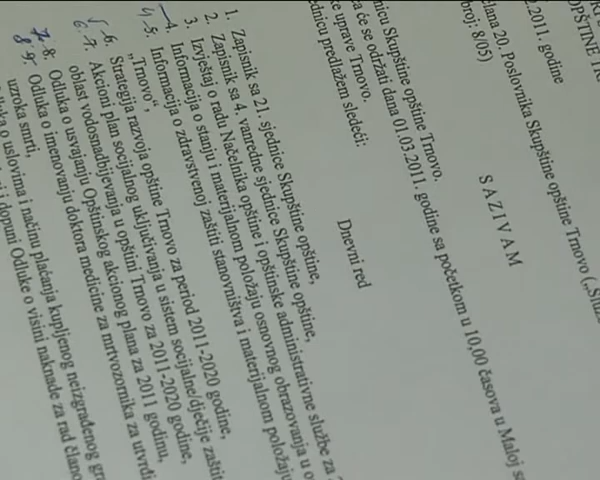 OPŠTINE
.2011. godine
člana 20. Poslovnika Skupštine opštine Trnovo („Služ
broj: 8/05)
S A Z I V A M
nicu Skupštine opštine Trnovo.
a će se održati dana 01.03.2011. godine sa početkom u 10,00 časova u Maloj s
e uprave Trnovo.
dnicu predlažem sledeći:
Dnevni red
1. Zapisnik sa 21. sjednice Skupštine opštine,
2. Zapisnik sa 4. vanredne sjednice Skupštine opštine,
3. Izvještaj o radu Načelnika opštine i opštinske administrativne službe za
4. Informacija o stanju i materijalnom položaju osnovnog obrazovanja u o
4, 5. Informacija o zdravstvenoj zaštiti stanovništva i materijalnom položaju
5. 6. Strategija razvoja opštine Trnovo za period 2011-2020 godine,
„Trnovo“,
6. 7. Akcioni plan socijalnog uključivanja u sistem socijalne/dječije zaštit
oblast vodosnadbijevanja u opštini Trnovo za 2011-2020 godine,
7. 8. Odluka o usvajanju Opštinskog akcionog plana za 2011 godinu,
8 9. Odluka o imenovanju doktora medicine za mrtvozornika za utvrđi
uzroka smrti,
dluka o uslovima i načinu plaćanja kupljenog neizgrađenog gra
i dopuni Odluke o visini naknade za rad člano